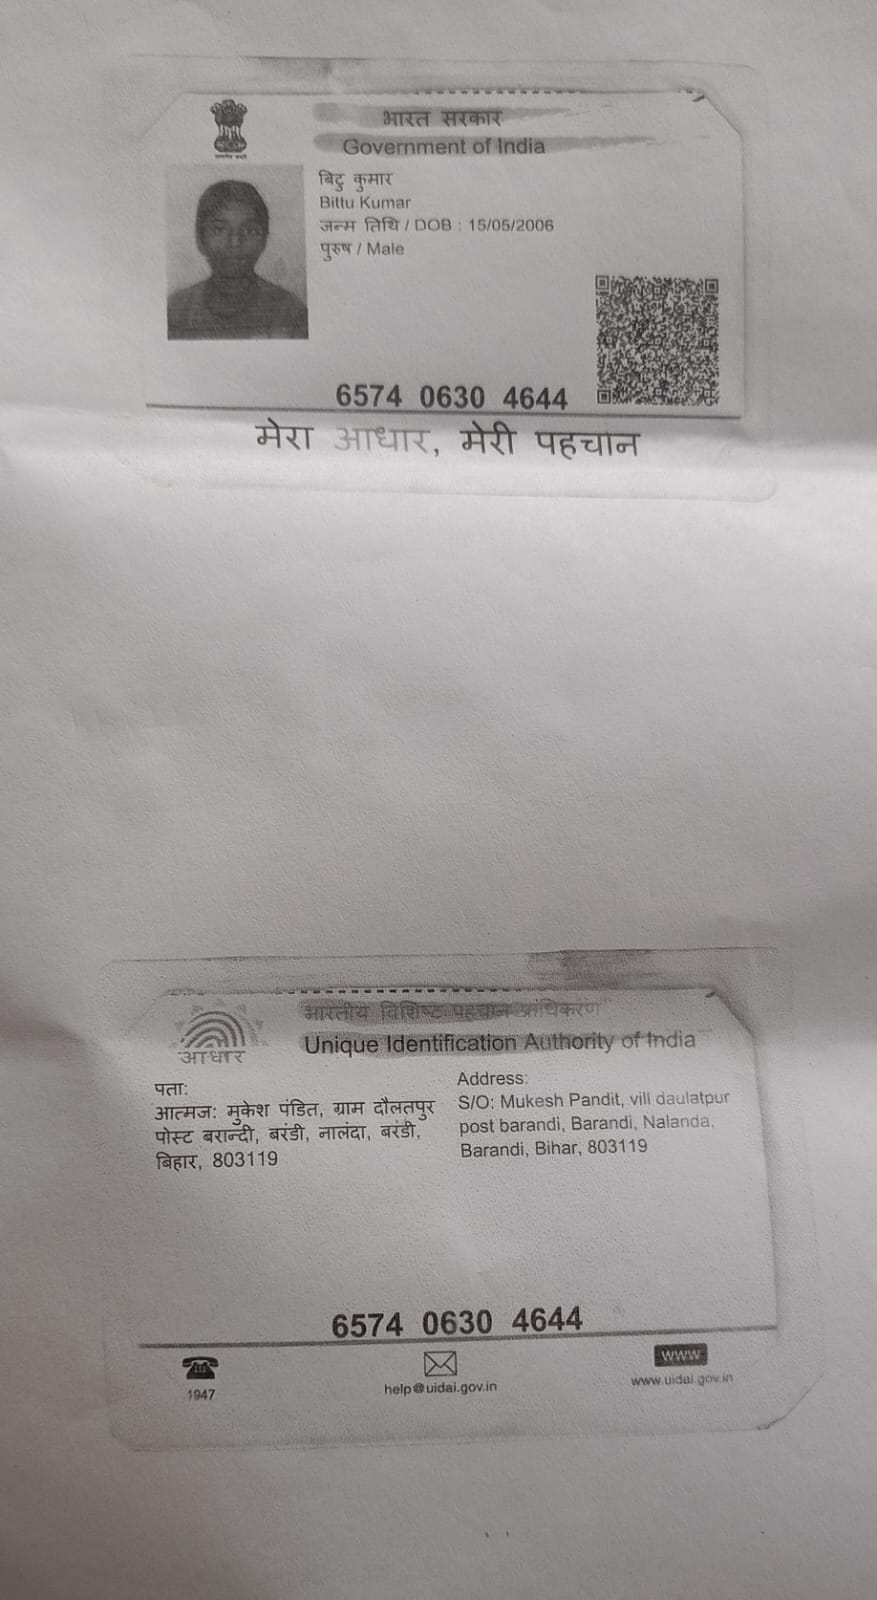 भारत सरकार
Government of India
बिटु कुमार
Bittu Kumar
जन्म तिथि / DOB : 15/05/2006
पुरुष / Male
6574 0630 4644
मेरा आधार, मेरी पहचान
भारतीय विशिष्ट पहचान प्राधिकरण
Unique Identification Authority of India
आधार
पता:
आत्मज: मुकेश पंडित, ग्राम दौलतपुर
पोस्ट बरान्दी, बरंडी, नालंदा, बरंडी,
बिहार, 803119
Address:
S/O: Mukesh Pandit, vill daulatpur
post barandi, Barandi, Nalanda,
Barandi, Bihar, 803119
6574 0630 4644
1947
help@uidai.gov.in
www
www.uidai.gov.in